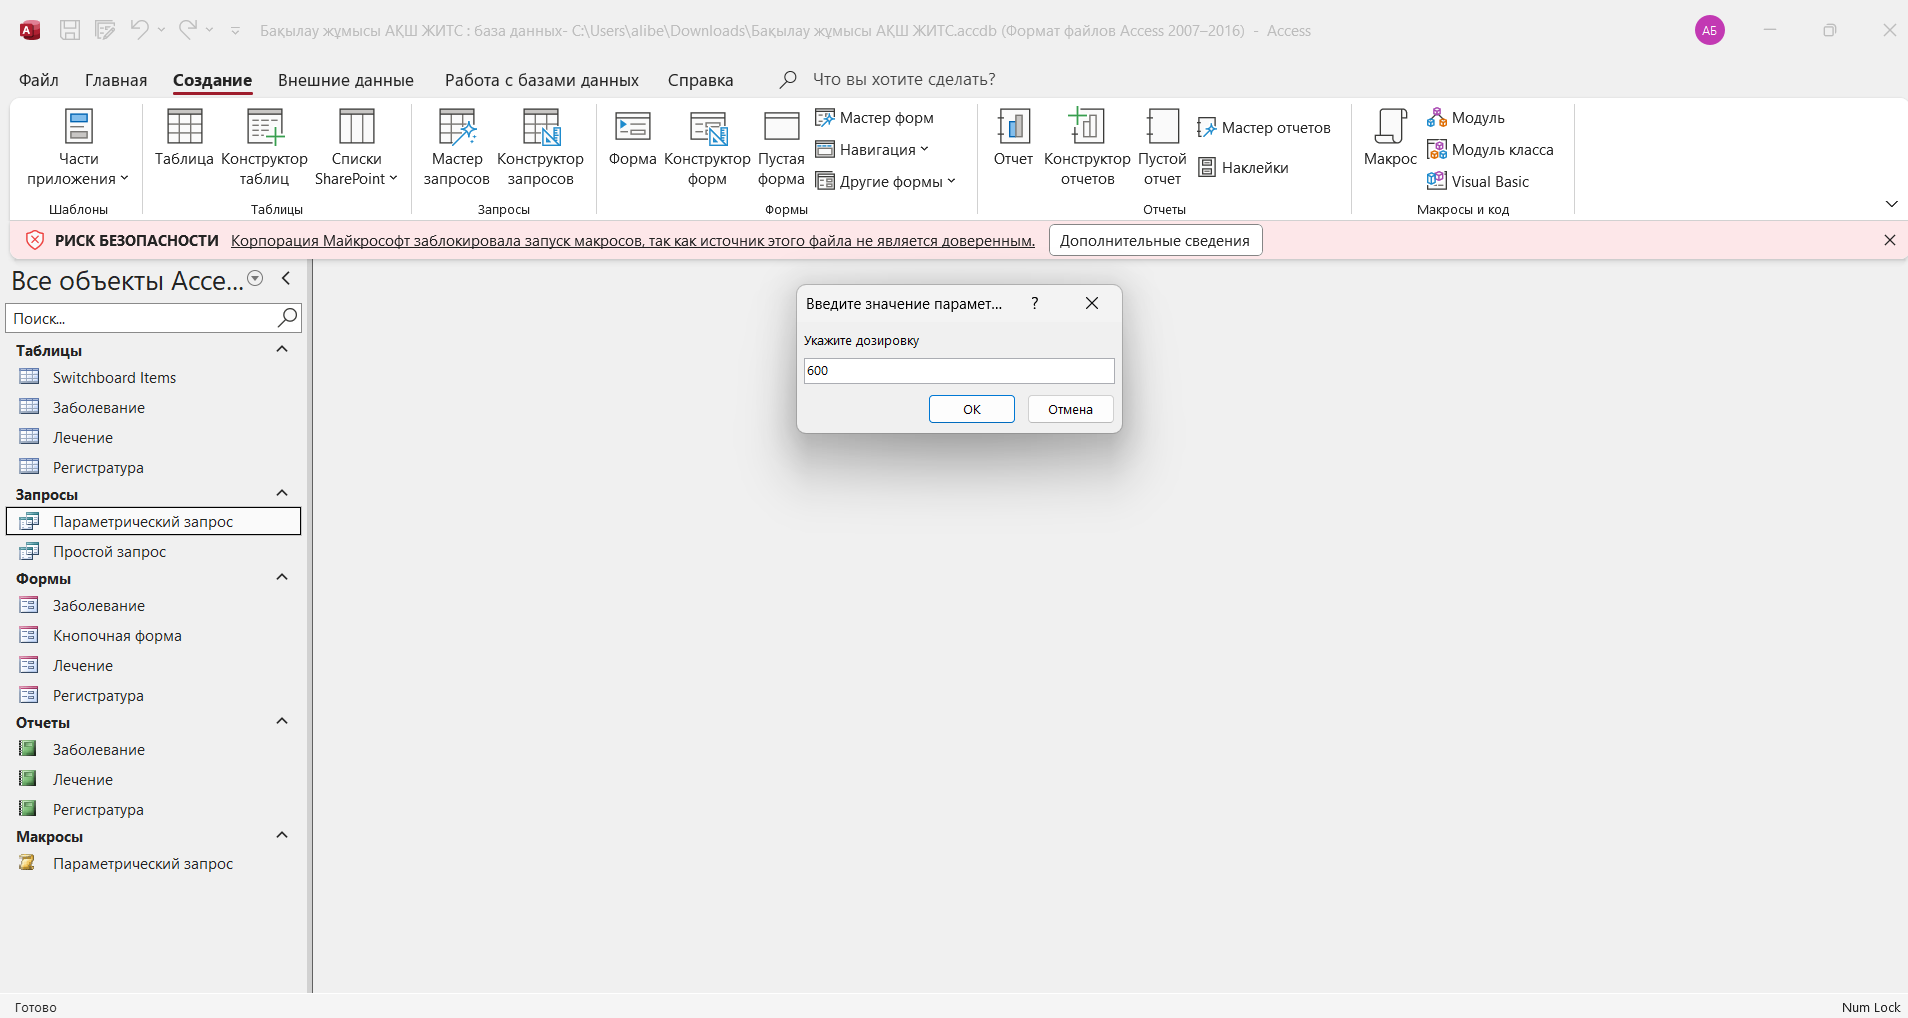 Бақылау жұмысы АҚШ ЖИТС : база данных- C:\Users\alibe\Downloads\Бақылау жұмысы АҚШ ЖИТС.accdb (Формат файлов Access 2007–2016) - Access
АБ
Файл Главная Создание Внешние данные Работа с базами данных Справка Что вы хотите сделать?
Части приложения
Шаблоны
Таблица
Конструктор таблиц
Списки SharePoint
Таблицы
Мастер запросов
Конструктор запросов
Запросы
Форма
Конструктор форм
Пустая форма
Мастер форм
Навигация
Другие формы
Формы
Отчет
Конструктор отчетов
Пустой отчет
Мастер отчетов
Наклейки
Отчеты
Макрос
Модуль
Модуль класса
Visual Basic
Макросы и код
РИСК БЕЗОПАСНОСТИ Корпорация Майкрософт заблокировала запуск макросов, так как источник этого файла не является доверенным. Дополнительные сведения
Все объекты Acce...
Поиск...
Таблицы
Switchboard Items
Заболевание
Лечение
Регистратура
Запросы
Параметрический запрос
Простой запрос
Формы
Заболевание
Кнопочная форма
Лечение
Регистратура
Отчеты
Заболевание
Лечение
Регистратура
Макросы
Параметрический запрос
Введите значение парамет... ?
Укажите дозировку
600
ОК Отмена
Готово Num Lock